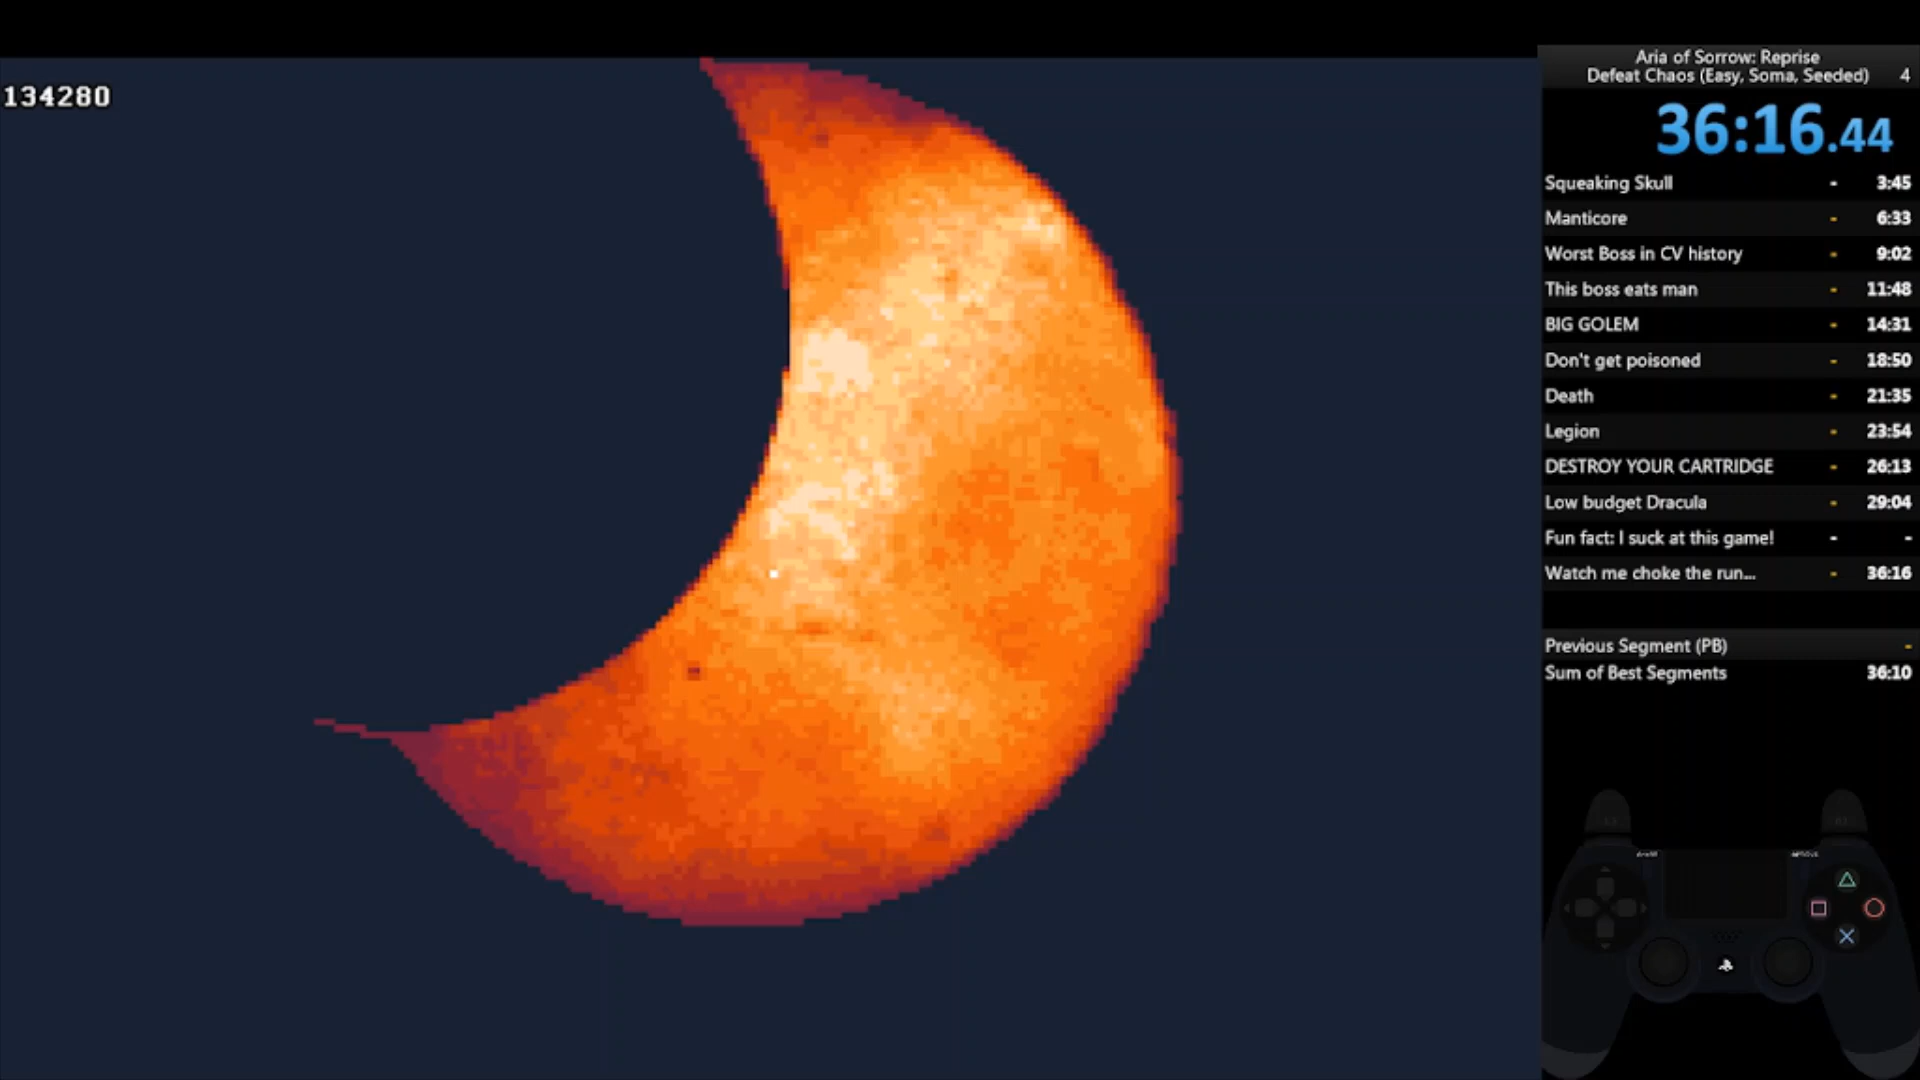 134280
Aria of Sorrow: Reprise
Defeat Chaos (Easy, Soma, Seeded) 4
36:16.44
Squeaking Skull - 3:45
Manticore - 6:33
Worst Boss in CV history - 9:02
This boss eats man - 11:48
BIG GOLEM - 14:31
Don't get poisoned - 18:50
Death - 21:35
Legion - 23:54
DESTROY YOUR CARTRIDGE - 26:13
Low budget Dracula - 29:04
Fun fact: I suck at this game! - -
Watch me choke the run... - 36:16
Previous Segment (PB) -
Sum of Best Segments 36:10